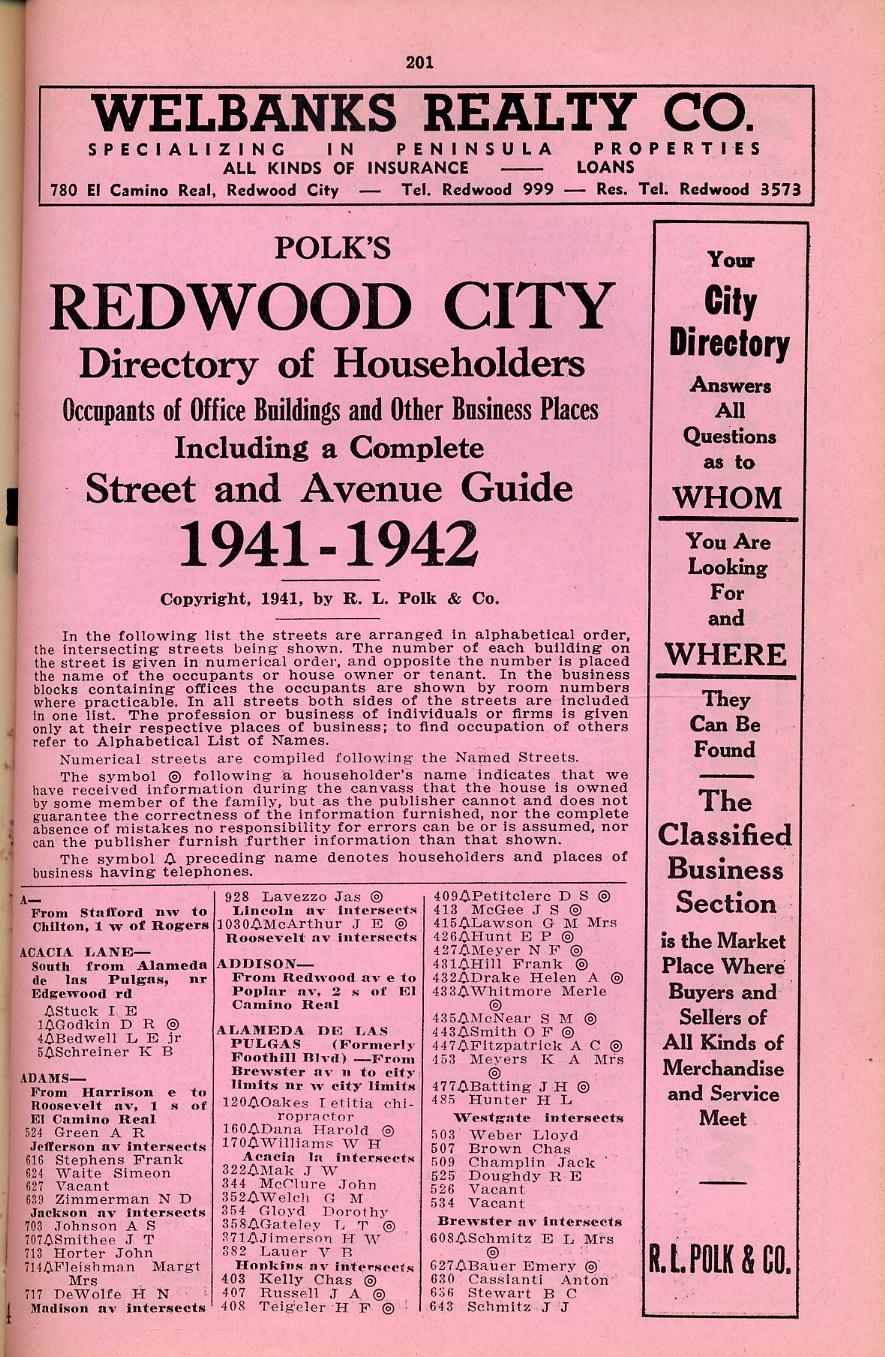 201
WELBANKS REALTY CO.
SPECIALIZING IN PENINSULA PROPERTIES
ALL KINDS OF INSURANCE — LOANS
780 El Camino Real, Redwood City — Tel. Redwood 999 — Res. Tel. Redwood 3573
POLK'S
REDWOOD CITY
Directory of Householders
Occupants of Office Buildings and Other Business Places
Including a Complete
Street and Avenue Guide
1941-1942
Copyright, 1941, by R. L. Polk & Co.
In the following list the streets are arranged in alphabetical order,
the intersecting streets being shown. The number of each building on
the street is given in numerical order, and opposite the number is placed
the name of the occupants or house owner or tenant. In the business
blocks containing offices the occupants are shown by room numbers
where practicable. In all streets both sides of the streets are included
in one list. The profession or business of individuals or firms is given
only at their respective places of business; to find occupation of others
refer to Alphabetical List of Names.
Numerical streets are compiled following the Named Streets.
The symbol ◎ following a householder's name indicates that we
have received information during the canvass that the house is owned
by some member of the family, but as the publisher cannot and does not
guarantee the correctness of the information furnished, nor the complete
absence of mistakes no responsibility for errors can be or is assumed, nor
can the publisher furnish further information than that shown.
The symbol △ preceding name denotes householders and places of
business having telephones.
A—
From Stafford nw to
Chilton, 1 w of Rogers
ACACIA LANE—
South from Alameda
de las Pulgas, nr
Edgewood rd
△Stuck I E
1△Godkin D R ◎
4△Bedwell L E jr
5△Schreiner K B
ADAMS—
From Harrison e to
Roosevelt av, 1 s of
El Camino Real
524 Green A R
Jefferson av intersects
616 Stephens Frank
624 Waite Simeon
627 Vacant
639 Zimmerman N D
Jackson av intersects
703 Johnson A S
707△Smithee J T
713 Horter John
714△Fleishman Margt
Mrs
717 DeWolfe H N
Madison av intersects
928 Lavezzo Jas ◎
Lincoln av intersects
1030△McArthur J E ◎
Roosevelt av intersects
ADDISON—
From Redwood av e to
Poplar av, 2 s of El
Camino Real
ALAMEDA DE LAS
PULGAS (Formerly
Foothill Blvd) —From
Brewster av n to city
limits nr w city limits
120△Oakes Letitia chi-
ropractor
160△Dana Harold ◎
170△Williams W H
Acacia la intersects
322△Mak J W
344 McClure John
352△Welch G M
354 Gloyd Dorothy
358△Gateley L T ◎
371△Jimerson H W
382 Lauer V B
Hopkins av intersects
403 Kelly Chas ◎
407 Russell J A ◎
408 Teigeler H F ◎
409△Petitclerc D S ◎
413 McGee J S ◎
415△Lawson G M Mrs
426△Hunt E P ◎
427△Meyer N F ◎
431△Hill Frank ◎
432△Drake Helen A ◎
433△Whitmore Merle
◎
435△McNear S M ◎
443△Smith O F ◎
447△Fitzpatrick A C ◎
453 Meyers K A Mrs
◎
477△Batting J H ◎
485 Hunter H L
Westgate intersects
503 Weber Lloyd
507 Brown Chas
509 Champlin Jack
525 Doughdy R E
526 Vacant
534 Vacant
Brewster av intersects
608△Schmitz E L Mrs
◎
627△Bauer Emery ◎
630 Cassianti Anton
636 Stewart B C
643 Schmitz J J
Your
City
Directory
Answers
All
Questions
as to
WHOM
You Are
Looking
For
and
WHERE
They
Can Be
Found
The
Classified
Business
Section
is the Market
Place Where
Buyers and
Sellers of
All Kinds of
Merchandise
and Service
Meet
R. L. POLK & CO.